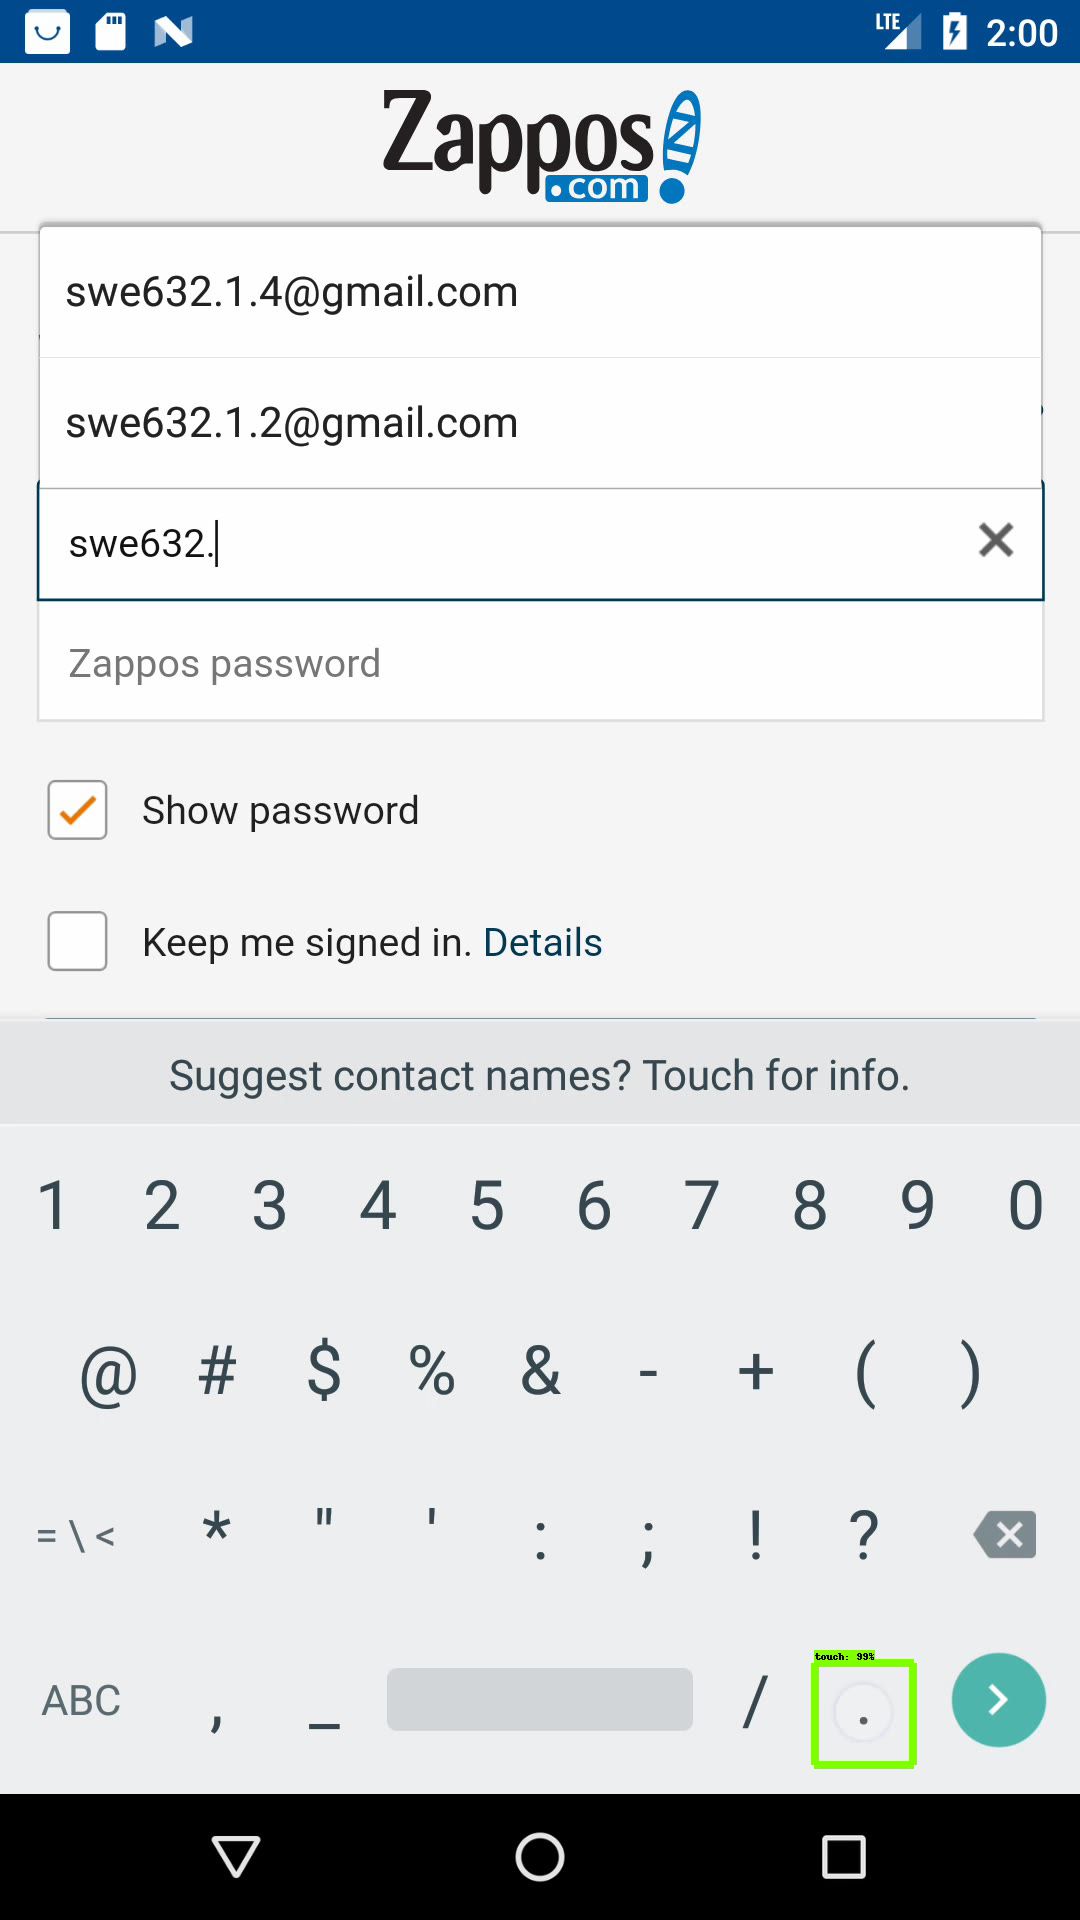 LTE 2:00
Zappos
.com
swe632.1.4@gmail.com
swe632.1.2@gmail.com
swe632.
Zappos password
Show password
Keep me signed in. Details
Suggest contact names? Touch for info.
1 2 3 4 5 6 7 8 9 0
@ # $ % & - + ( )
= \ < * " ' : ; ! ?
touch: 99%
ABC , _ / .